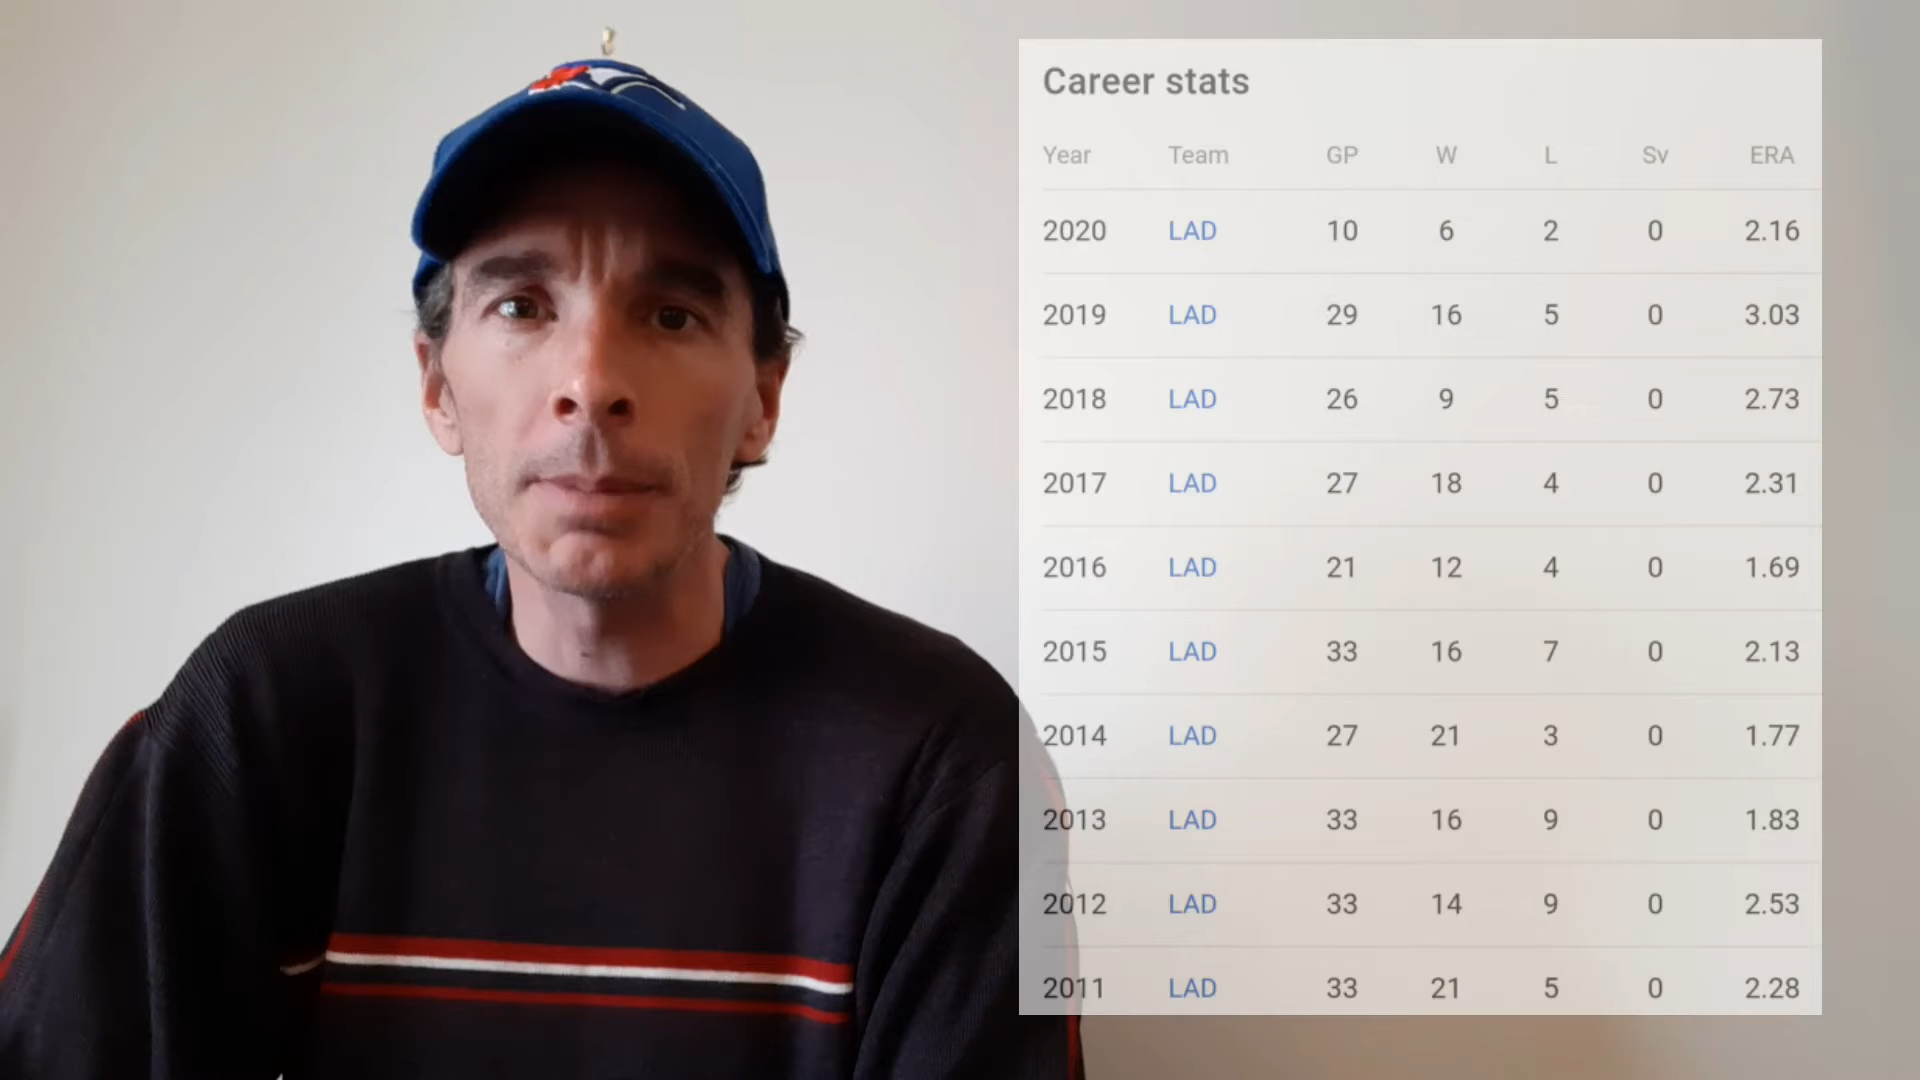 Career stats
Year Team GP W L Sv ERA
2020 LAD 10 6 2 0 2.16
2019 LAD 29 16 5 0 3.03
2018 LAD 26 9 5 0 2.73
2017 LAD 27 18 4 0 2.31
2016 LAD 21 12 4 0 1.69
2015 LAD 33 16 7 0 2.13
2014 LAD 27 21 3 0 1.77
2013 LAD 33 16 9 0 1.83
2012 LAD 33 14 9 0 2.53
2011 LAD 33 21 5 0 2.28